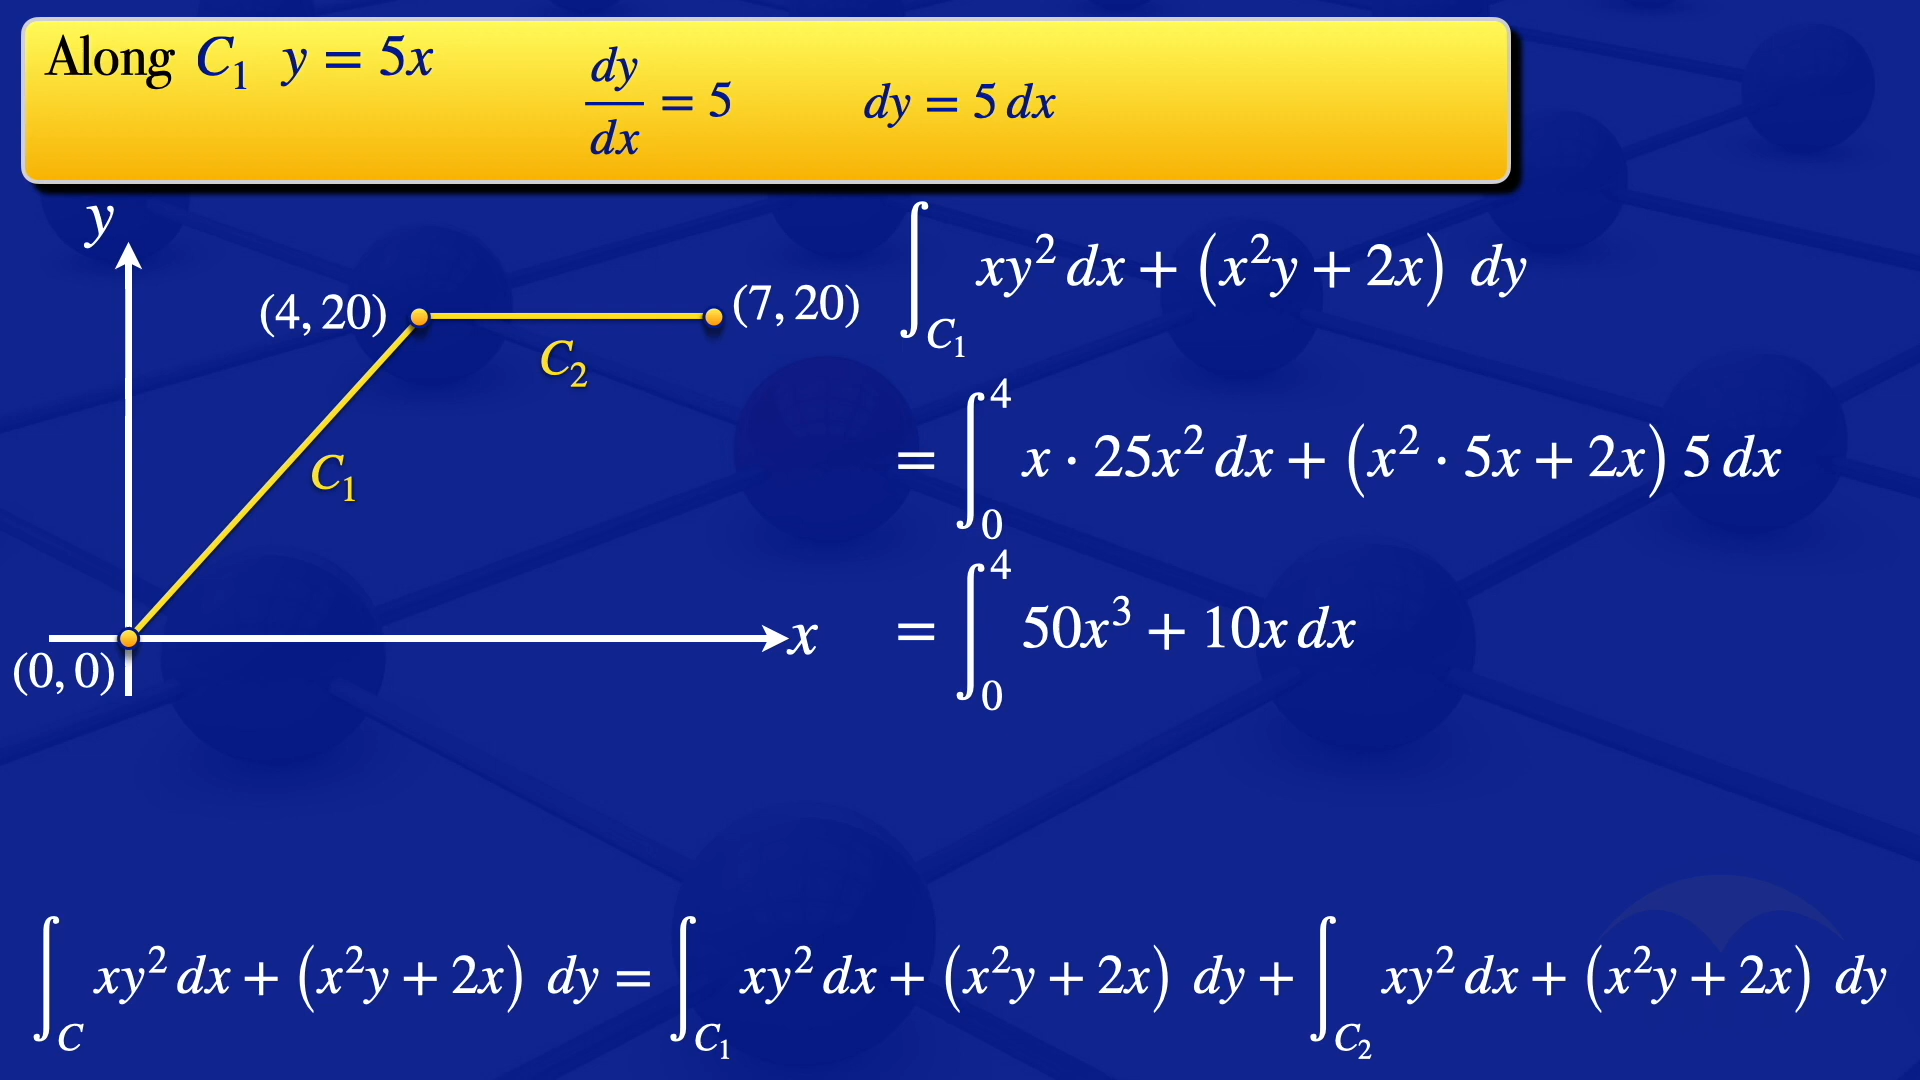 Along C₁ y = 5x
dy/dx = 5
dy = 5 dx
y
(4, 20)
(7, 20)
C₂
C₁
x
(0, 0)
∫_{C₁} xy² dx + (x²y + 2x) dy
= ∫₀⁴ x · 25x² dx + (x² · 5x + 2x) 5 dx
= ∫₀⁴ 50x³ + 10x dx
∫_C xy² dx + (x²y + 2x) dy = ∫_{C₁} xy² dx + (x²y + 2x) dy + ∫_{C₂} xy² dx + (x²y + 2x) dy